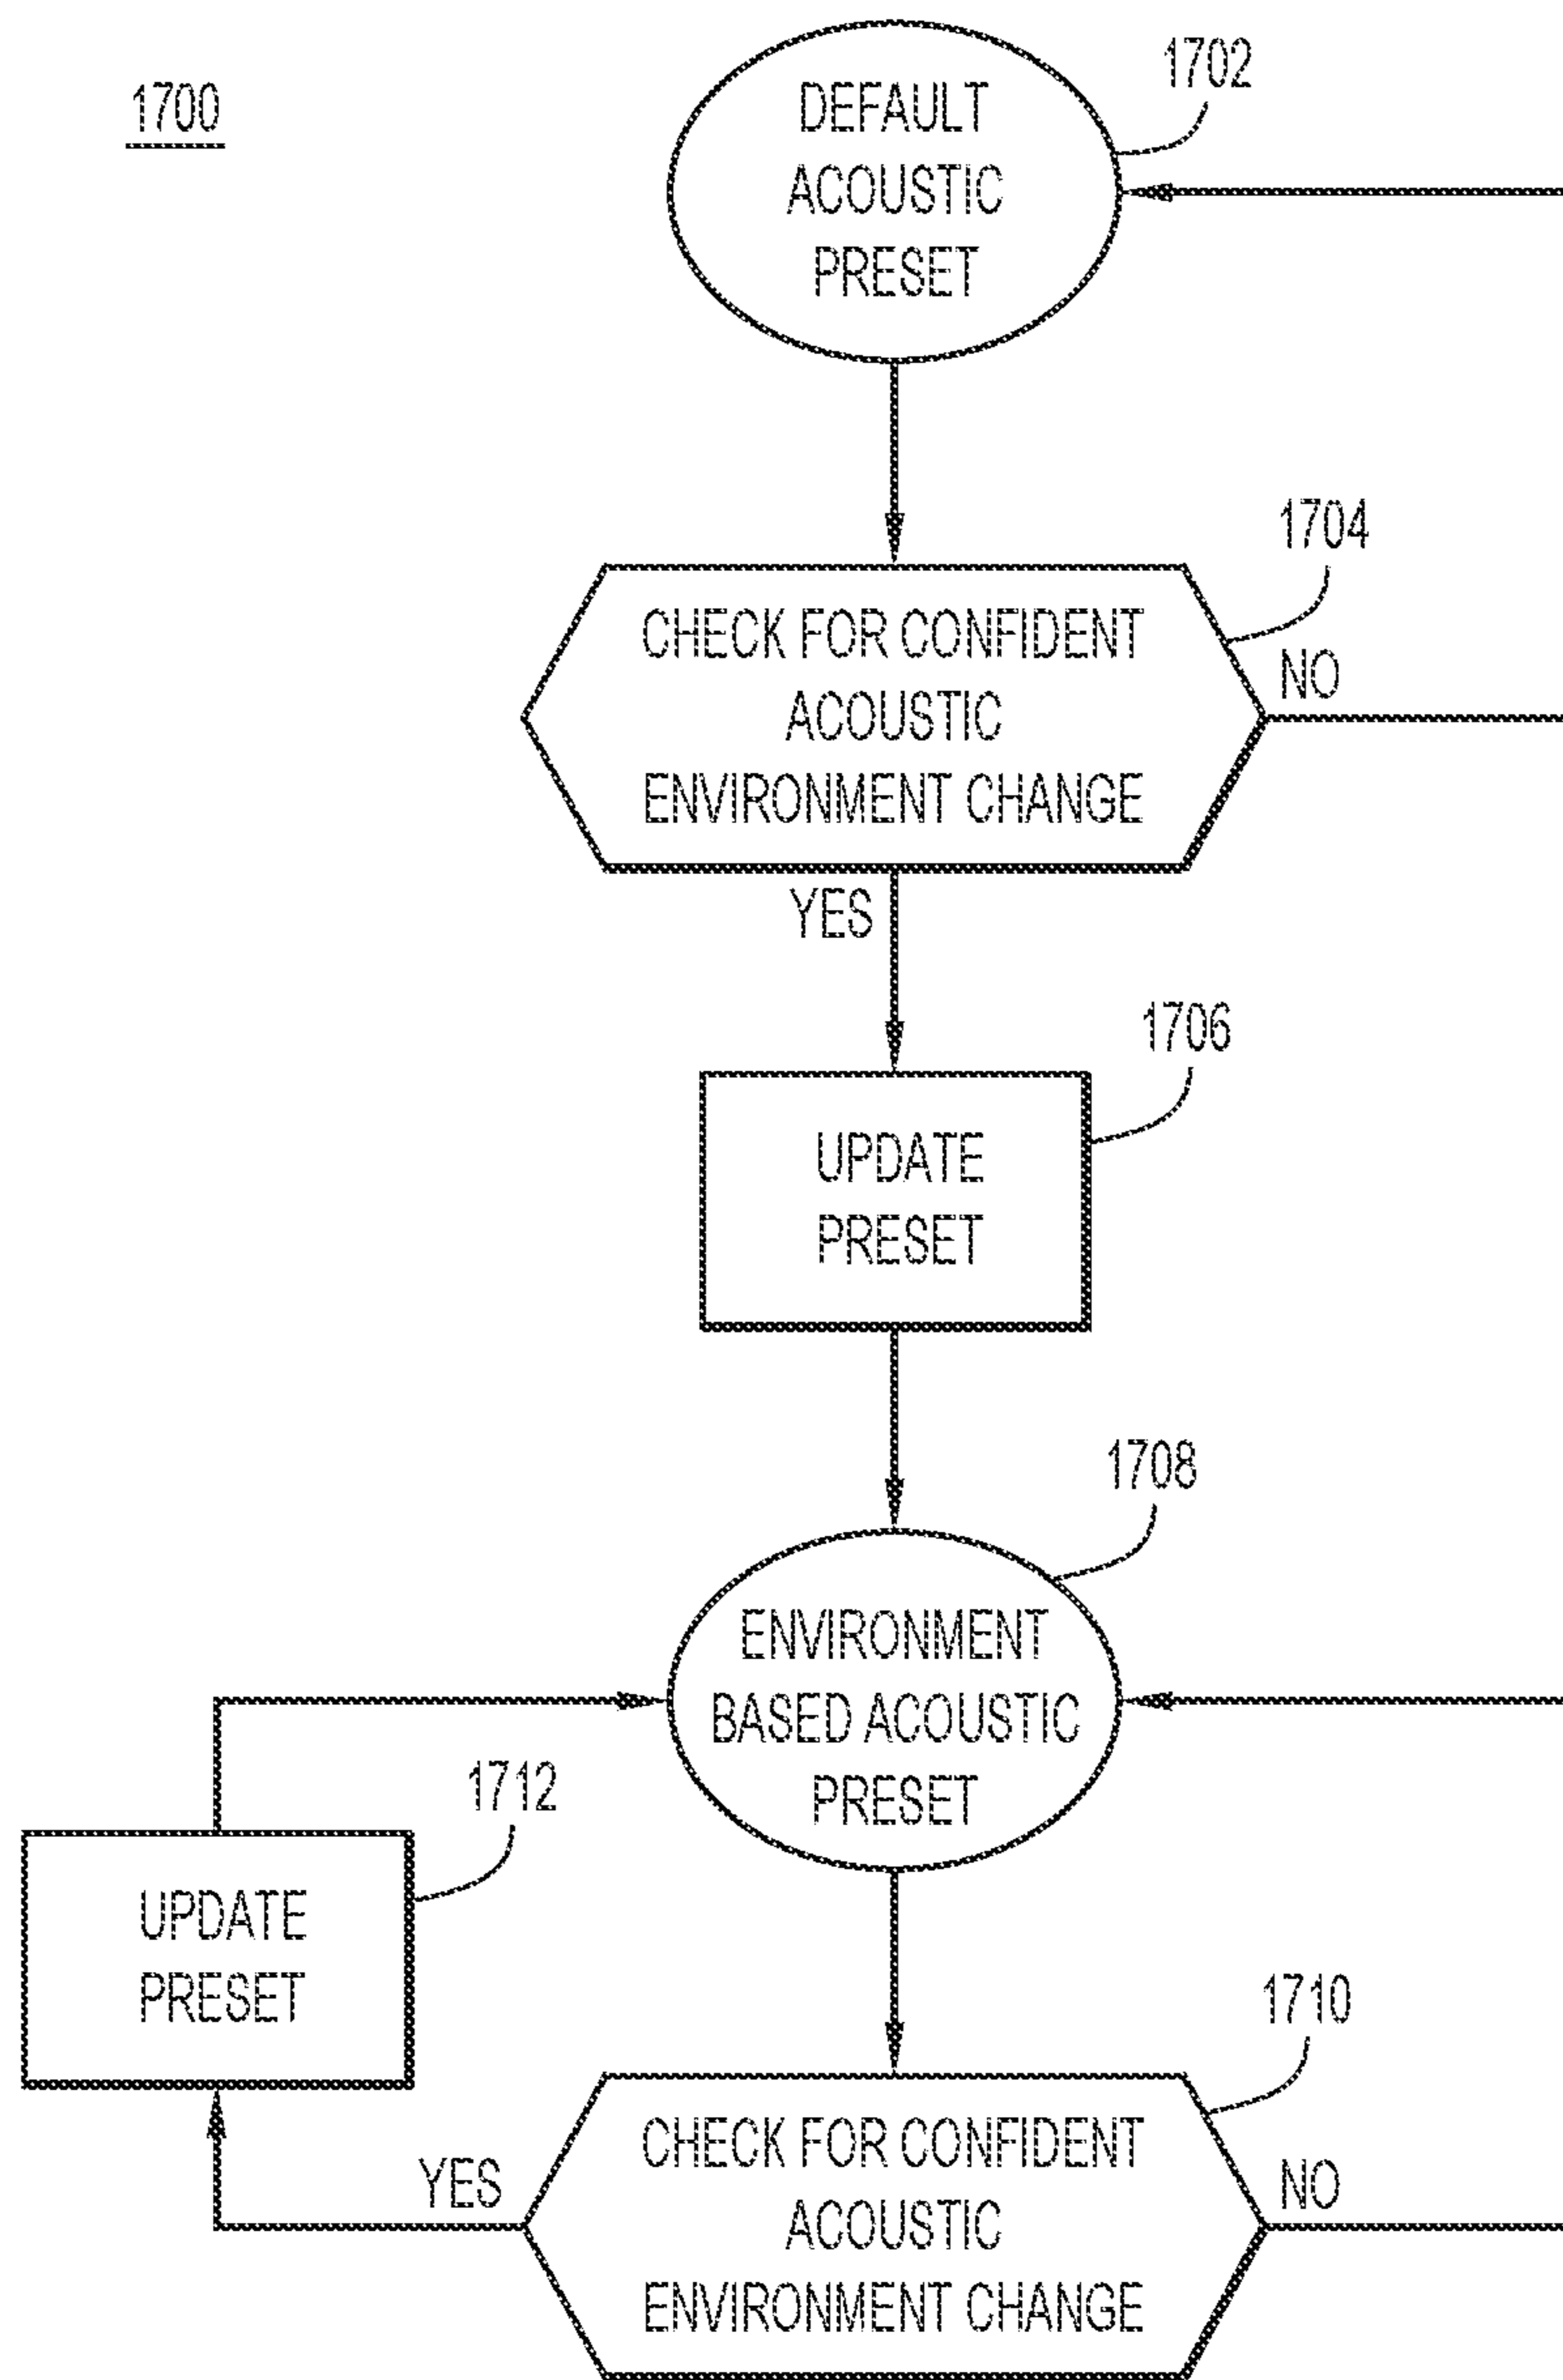 1700
1702
DEFAULT
ACOUSTIC
PRESET
1704
CHECK FOR CONFIDENT
ACOUSTIC
ENVIRONMENT CHANGE
NO
YES
1706
UPDATE
PRESET
1708
ENVIRONMENT
BASED ACOUSTIC
PRESET
1712
UPDATE
PRESET
1710
CHECK FOR CONFIDENT
ACOUSTIC
ENVIRONMENT CHANGE
YES
NO